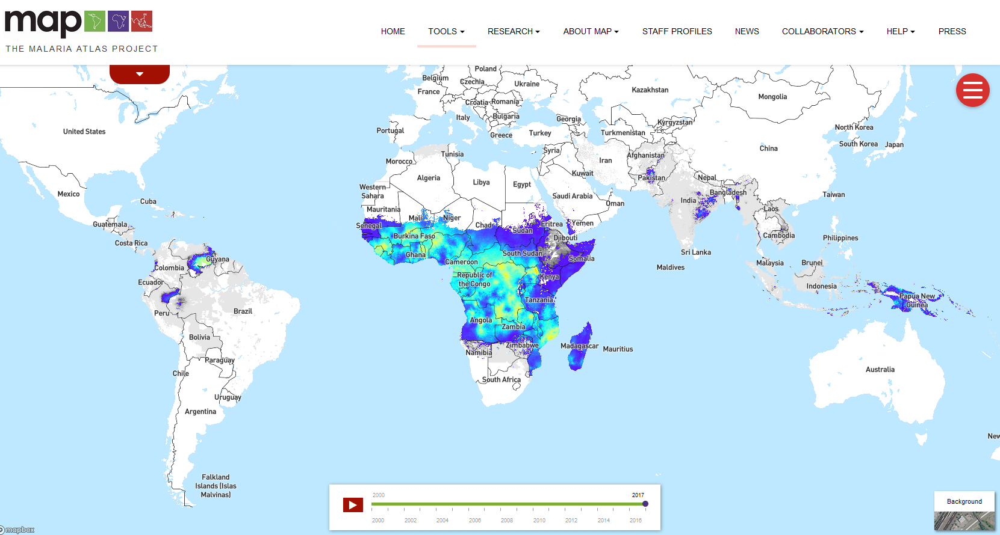 map
THE MALARIA ATLAS PROJECT
HOME TOOLS RESEARCH ABOUT MAP STAFF PROFILES NEWS COLLABORATORS HELP PRESS
Poland
Belgium
Czechia
Ukraine
France
Kazakhstan
Mongolia
Croatia
Romania
Italy
Bulgaria
Georgia
Kyrgyzstan
United States
Portugal
Greece
Turkey
Turkmenistan
North Korea
South Korea
Japan
China
Syria
Tunisia
Afghanistan
Morocco
Iran
Algeria
Libya
Egypt
Kuwait
Pakistan
Nepal
Western
Sahara
Mexico
Cuba
Saudi Arabia
Oman
India
Bangladesh
Taiwan
Mauritania
Mali
Niger
Laos
Guatemala
Senegal
Chad
Sudan
Eritrea
Yemen
Burkina Faso
Djibouti
Cambodia
Philippines
Costa Rica
Ghana
South Sudan
Somalia
Sri Lanka
Guyana
Colombia
Cameroon
Maldives
Malaysia
Brunei
Republic of
the Congo
Kenya
Ecuador
Indonesia
Tanzania
Papua New
Guinea
Peru
Brazil
Angola
Zambia
Bolivia
Namibia
Zimbabwe
Madagascar
Mauritius
Paraguay
Chile
South Africa
Australia
Uruguay
Argentina
New
Falkland
Islands (Islas
Malvinas)
2000 2017
2000 2002 2004 2006 2008 2010 2012 2014 2016
Background
mapbox